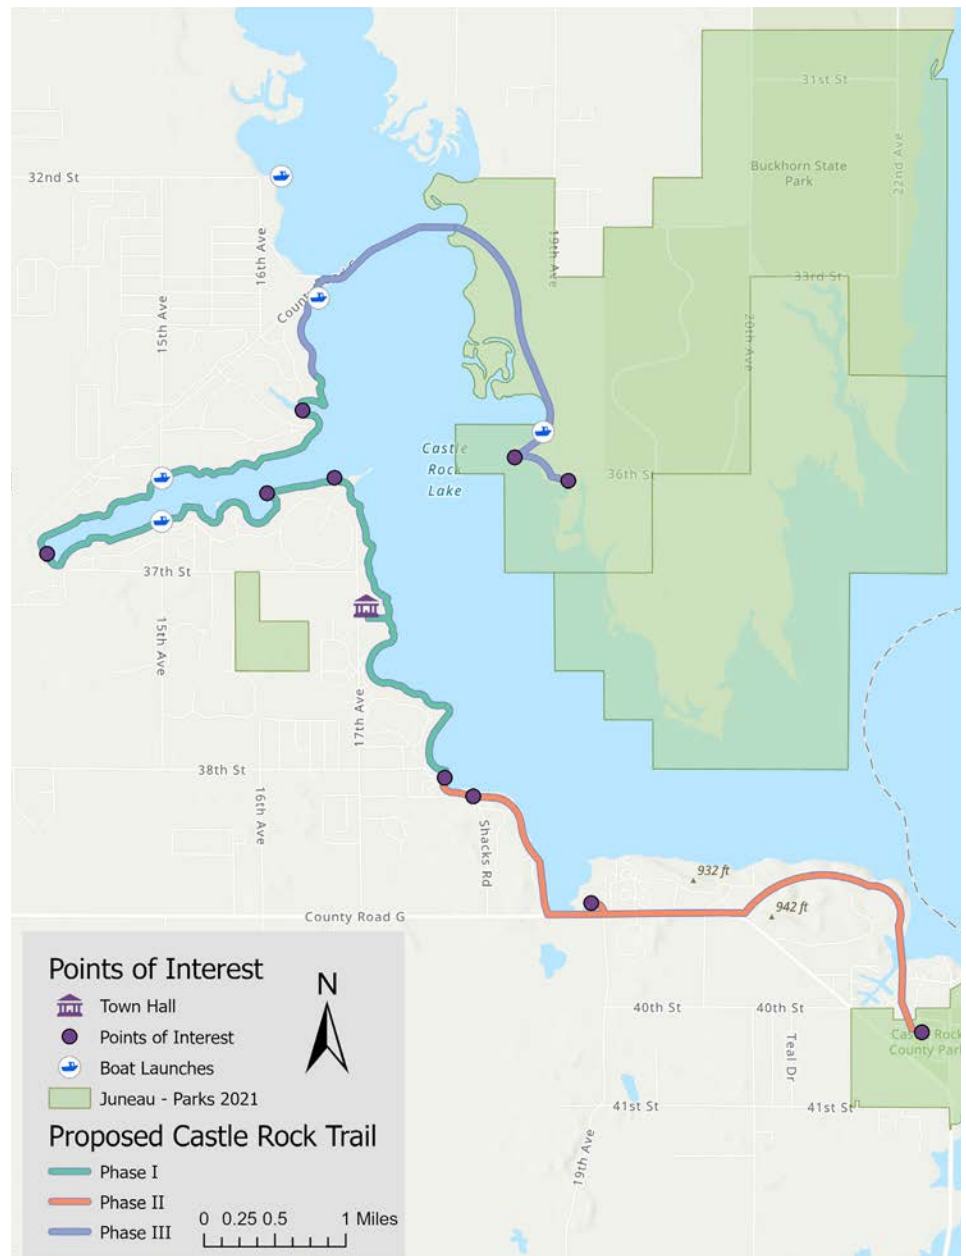 31st St
Buckhorn State
Park
22nd Ave
32nd St
16th Ave
19th Ave
33rd St
15th Ave
20th Ave
Castle
Rock
Lake
36th St
37th St
15th Ave
17th Ave
38th St
16th Ave
Shacks Rd
932 ft
942 ft
County Road G
40th St
40th St
Teal Dr
County Park
41st St
41st St
19th Ave
Points of Interest
Town Hall
Points of Interest
Boat Launches
Juneau - Parks 2021
N
Proposed Castle Rock Trail
Phase I
Phase II
Phase III
0 0.25 0.5 1 Miles